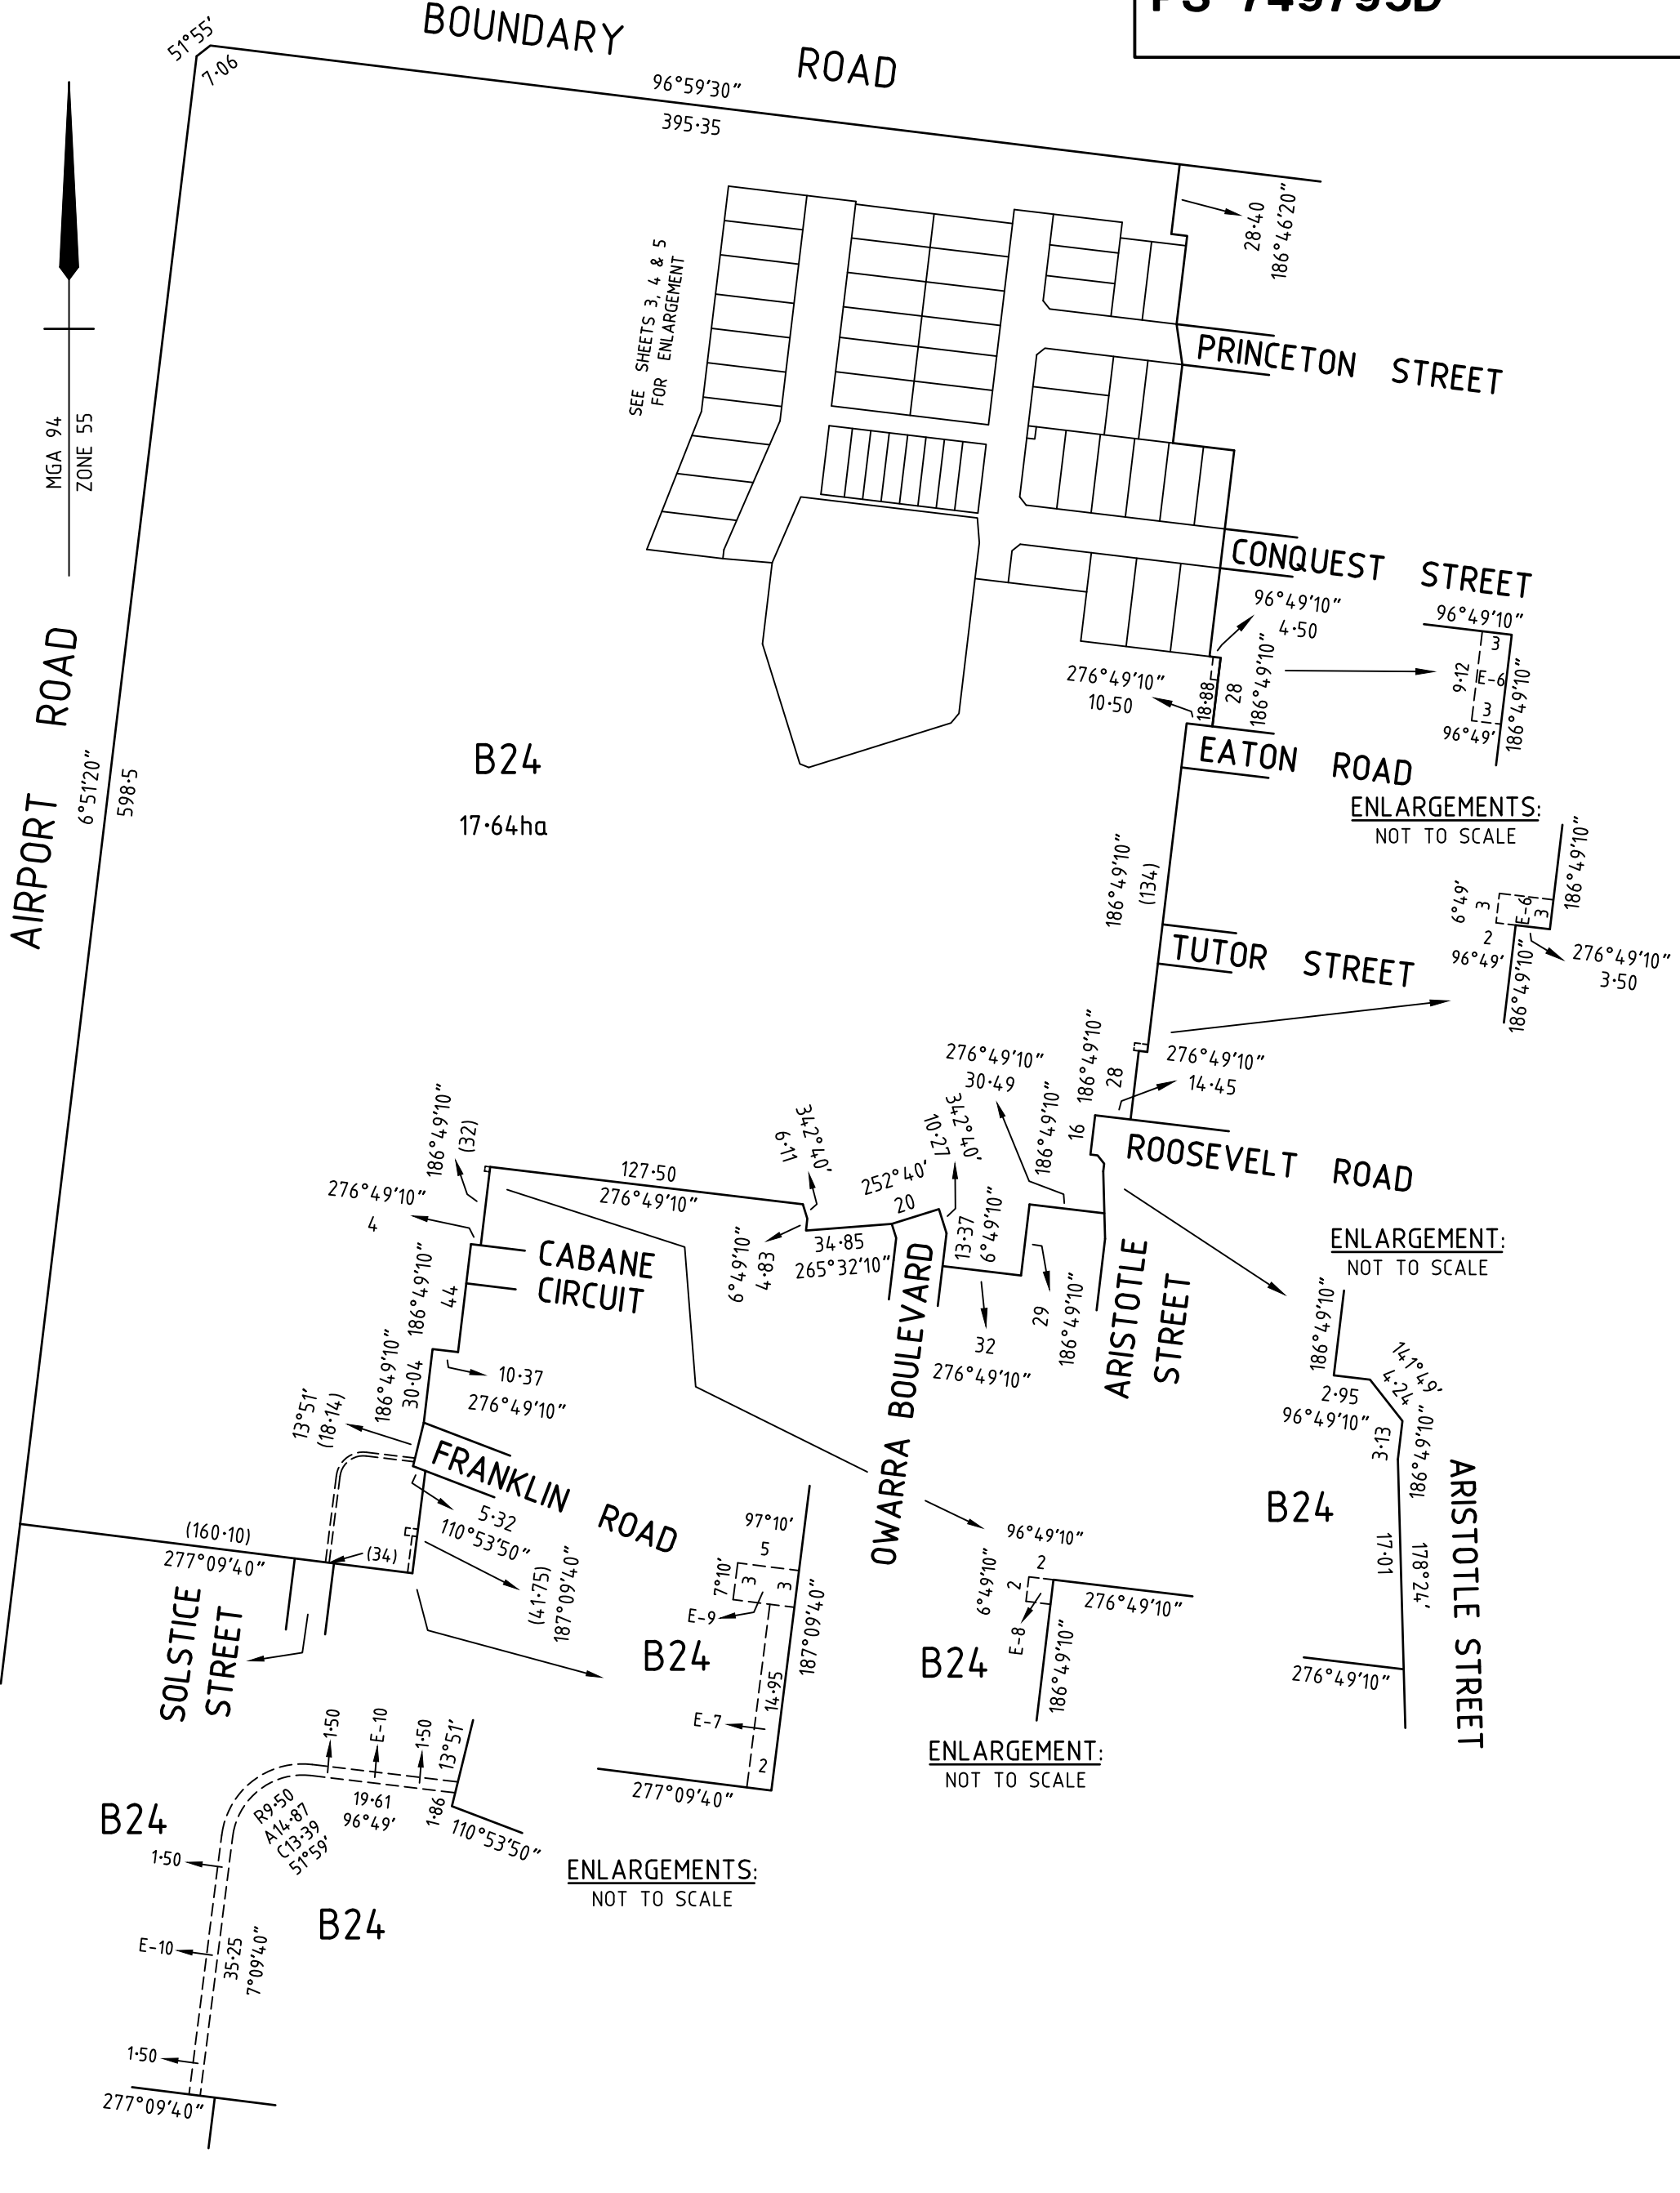 PS 749795D
BOUNDARY ROAD
51°55'
7·06
96°59'30"
395·35
28·40
186°46'20"
SEE SHEETS 3, 4 & 5
FOR ENLARGEMENT
PRINCETON STREET
MGA 94
ZONE 55
CONQUEST STREET
96°49'10"
4·50
96°49'10"
3
9·12
E-6
3
96°49'
186°49'10"
276°49'10"
10·50
18·88
28
186°49'10"
AIRPORT ROAD
6°51'20"
598·5
B24
17·64ha
EATON ROAD
ENLARGEMENTS:
NOT TO SCALE
186°49'10"
(134)
6°49'
3
E-6
3
2
96°49'
186°49'10"
186°49'10"
276°49'10"
3·50
TUTOR STREET
186°49'10"
28
276°49'10"
14·45
276°49'10"
30·49
186°49'10"
16
ROOSEVELT ROAD
342°40'
10·27
342°40'
6·11
252°40'
20
186°49'10"
(32)
127·50
276°49'10"
276°49'10"
4
CABANE
CIRCUIT
6°49'10"
4·83
34·85
265°32'10"
13·37
6°49'10"
186°49'10"
44
OWARRA BOULEVARD
32
276°49'10"
29
186°49'10"
ARISTOTLE
STREET
ENLARGEMENT:
NOT TO SCALE
186°49'10"
141°49'
4·24
2·95
96°49'10"
3·13
186°49'10"
B24
17·01
178°24'
ARISTOTLE STREET
276°49'10"
186°49'10"
30·04
10·37
276°49'10"
13°51'
(18·14)
FRANKLIN ROAD
5·32
110°53'50"
(160·10)
277°09'40"
(34)
(41·75)
187°09'40"
SOLSTICE
STREET
97°10'
5
7°10'
3
3
E-9
B24
187°09'40"
14·95
E-7
2
277°09'40"
96°49'10"
2
6°49'10"
2
E-8
276°49'10"
B24
186°49'10"
ENLARGEMENT:
NOT TO SCALE
1·50
E-10
1·50
13°51'
B24
R9·50
A14·87
C13·39
51°59'
19·61
96°49'
1·86
110°53'50"
1·50
ENLARGEMENTS:
NOT TO SCALE
B24
E-10
35·25
7°09'40"
1·50
277°09'40"